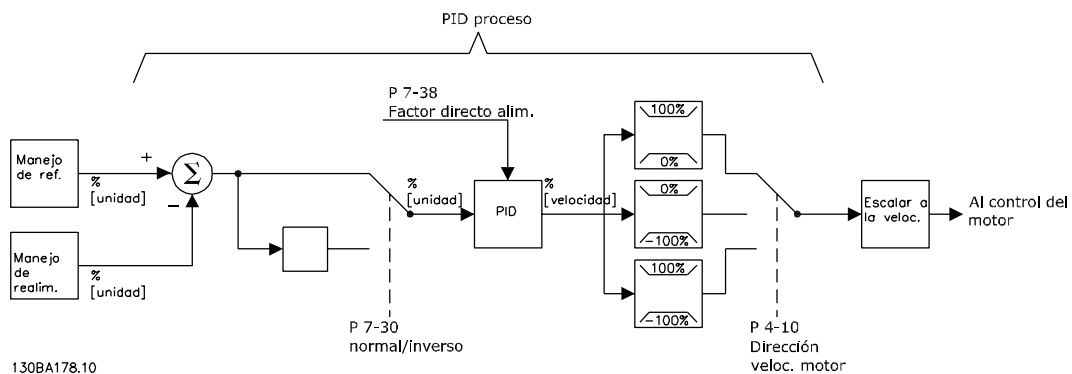 PID proceso
P 7-38
Factor directo alim.
100%
0%
Manejo
de ref.
+
Σ
%
[unidad]
−
%
[unidad]
PID
%
[velocidad]
0%
−100%
Escalar a
la veloc.
Al control del
motor
Manejo
de
realim.
%
[unidad]
100%
−100%
P 7-30
normal/inverso
P 4-10
Dirección
veloc. motor
130BA178.10